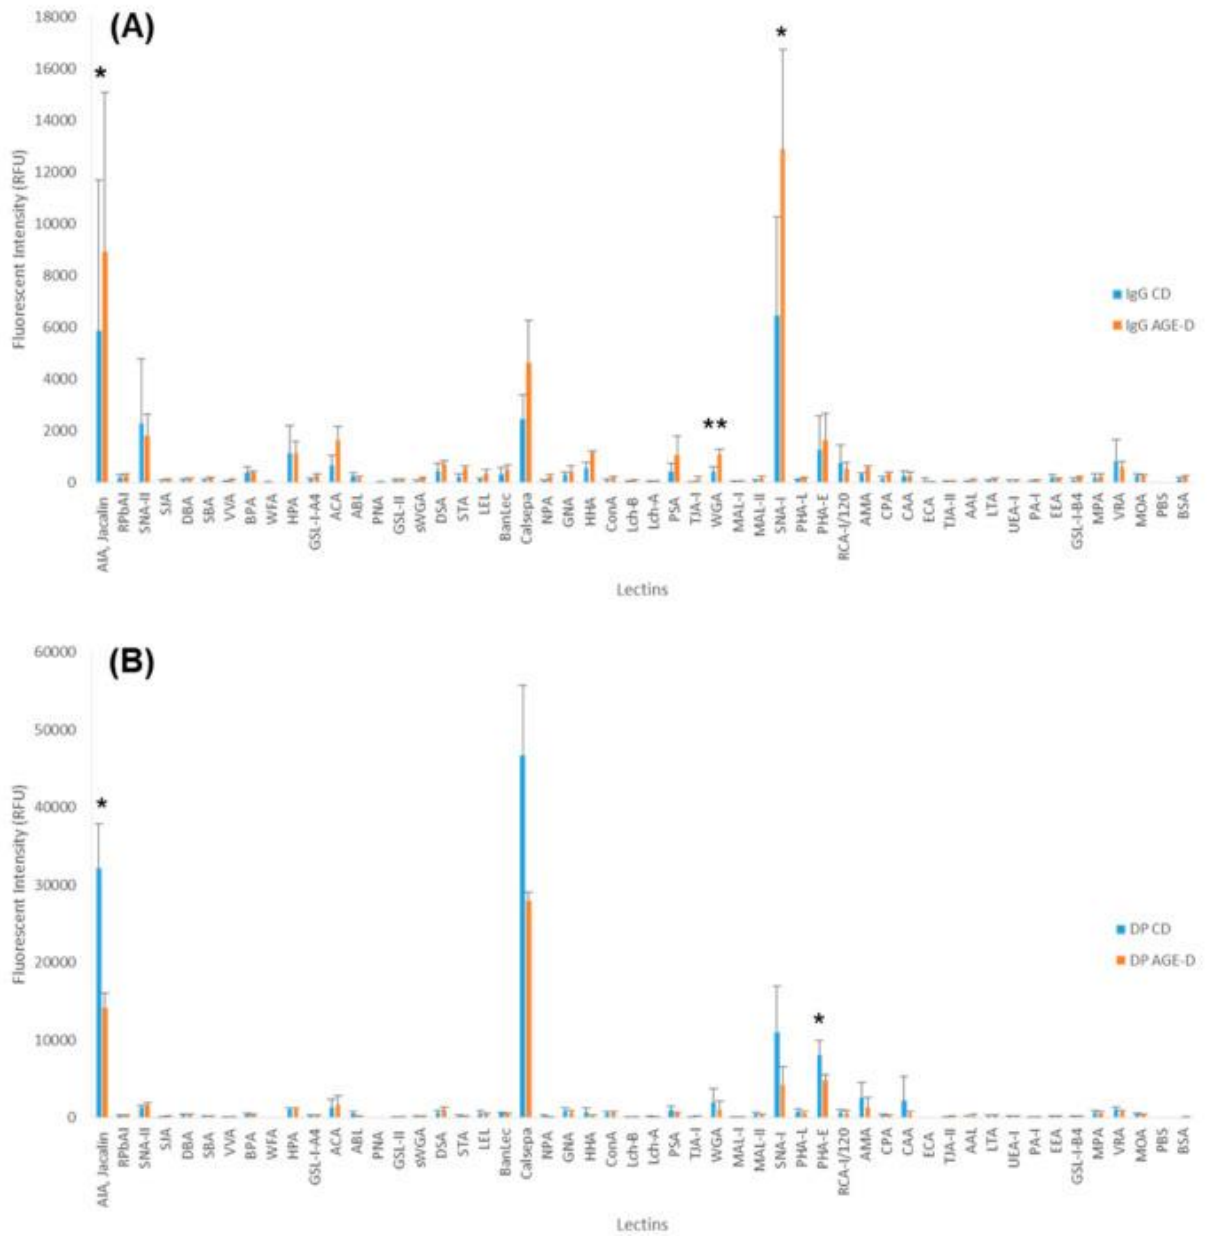 (A)
18000
16000
14000
12000
10000
8000
6000
4000
2000
0
Fluorescent Intensity (RFU)
*
**
*
IgG CD
IgG AGE-D
AIA, Jacalin
RPbAI
SNA-II
SJA
DBA
SBA
VVA
BPA
WFA
HPA
GSL-I-A4
ACA
ABL
PNA
GSL-II
sWGA
DSA
STA
LEL
BanLec
Calsepa
NPA
GNA
HHA
ConA
Lch-B
Lch-A
PSA
TJA-I
WGA
MAL-I
MAL-II
SNA-I
PHA-L
PHA-E
RCA-I/120
AMA
CPA
CAA
ECA
TJA-II
AAL
LTA
UEA-I
PA-I
EEA
GSL-I-B4
MPA
VRA
MOA
PBS
BSA
Lectins
(B)
60000
50000
40000
30000
20000
10000
0
Fluorescent Intensity (RFU)
*
*
DP CD
DP AGE-D
AIA, Jacalin
RPbAI
SNA-II
SJA
DBA
SBA
VVA
BPA
WFA
HPA
GSL-I-A4
ACA
ABL
PNA
GSL-II
sWGA
DSA
STA
LEL
BanLec
Calsepa
NPA
GNA
HHA
ConA
Lch-B
Lch-A
PSA
TJA-I
WGA
MAL-I
MAL-II
SNA-I
PHA-L
PHA-E
RCA-I/120
AMA
CPA
CAA
ECA
TJA-II
AAL
LTA
UEA-I
PA-I
EEA
GSL-I-B4
MPA
VRA
MOA
PBS
BSA
Lectins